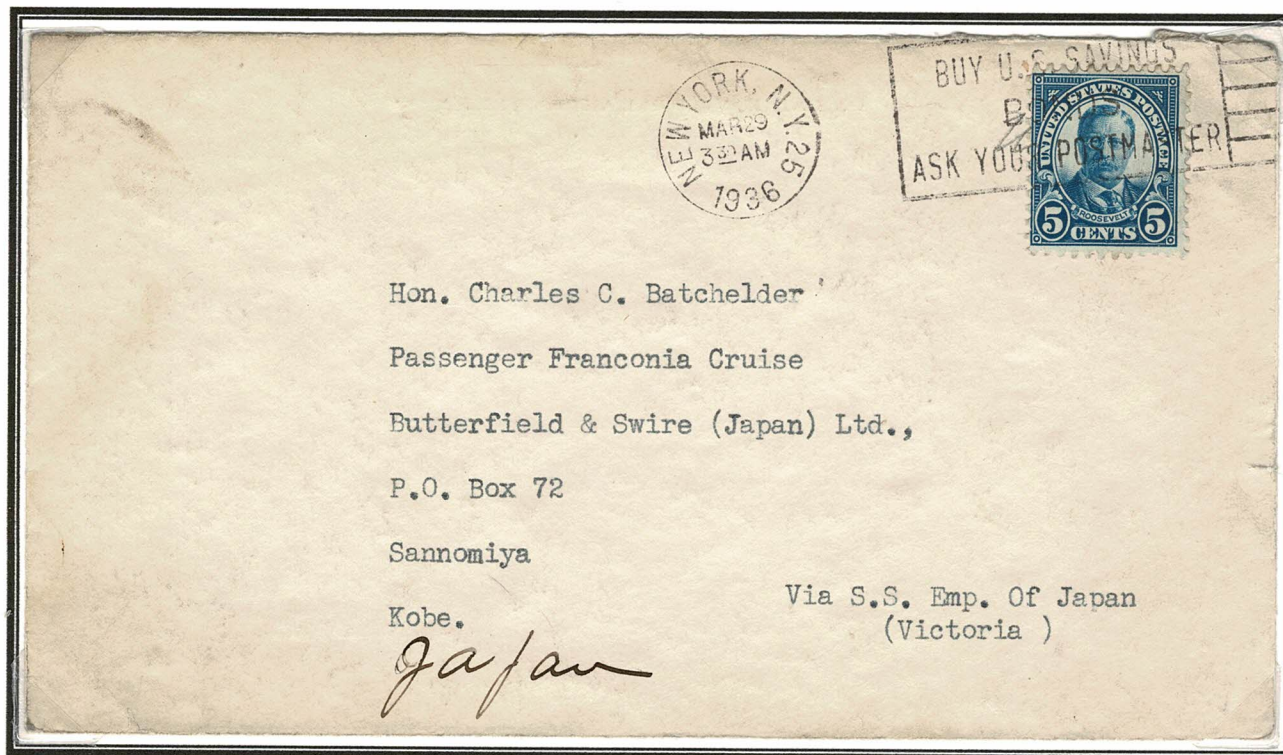 NEW YORK, N.Y. 25
MAR 29
3 30 AM
1936
BUY U.S. SAVINGS
ASK YOUR POSTMASTER
UNITED STATES POSTAGE
ROOSEVELT
5 CENTS 5
Hon. Charles C. Batchelder
Passenger Franconia Cruise
Butterfield & Swire (Japan) Ltd.,
P.O. Box 72
Sannomiya
Kobe.
Japan
Via S.S. Emp. Of Japan
(Victoria )